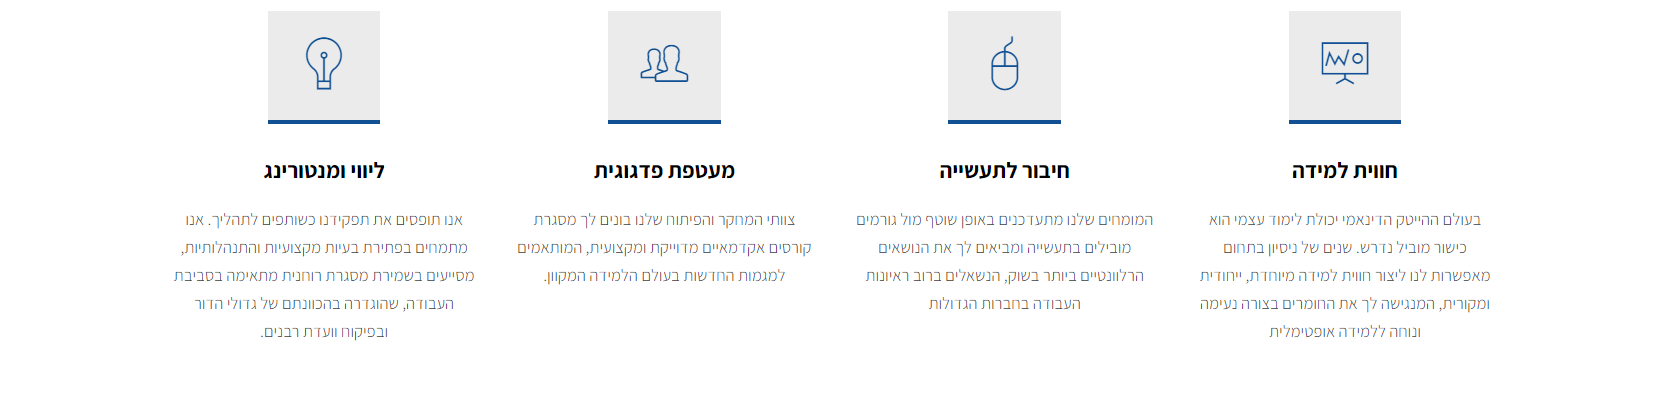 חווית למידה
בעולם ההייטק הדינאמי יכולת לימוד עצמי הוא
כישור מוביל נדרש. שנים של ניסיון בתחום
מאפשרות לנו ליצור חווית למידה מיוחדת, ייחודית
ומקורית, המנגישה לך את החומרים בצורה נעימה
ונוחה ללמידה אופטימלית
חיבור לתעשייה
המומחים שלנו מתעדכנים באופן שוטף מול גורמים
מובילים בתעשייה ומביאים לך את הנושאים
הרלוונטיים ביותר בשוק, הנשאלים ברוב ראיונות
העבודה בחברות הגדולות
מעטפת פדגוגית
צוותי המחקר והפיתוח שלנו בונים לך מסגרת
קורסים אקדמאיים מדוייקת ומקצועית, המותאמים
למגמות החדשות בעולם הלמידה המקוון.
ליווי ומנטורינג
אנו תופסים את תפקידנו כשותפים לתהליך. אנו
מתמחים בפתירת בעיות מקצועיות והתנהלותיות,
מסייעים בשמירת מסגרת רוחנית מתאימה בסביבת
העבודה, שהוגדרה בהכוונתם של גדולי הדור
ובפיקוח וועדת רבנים.